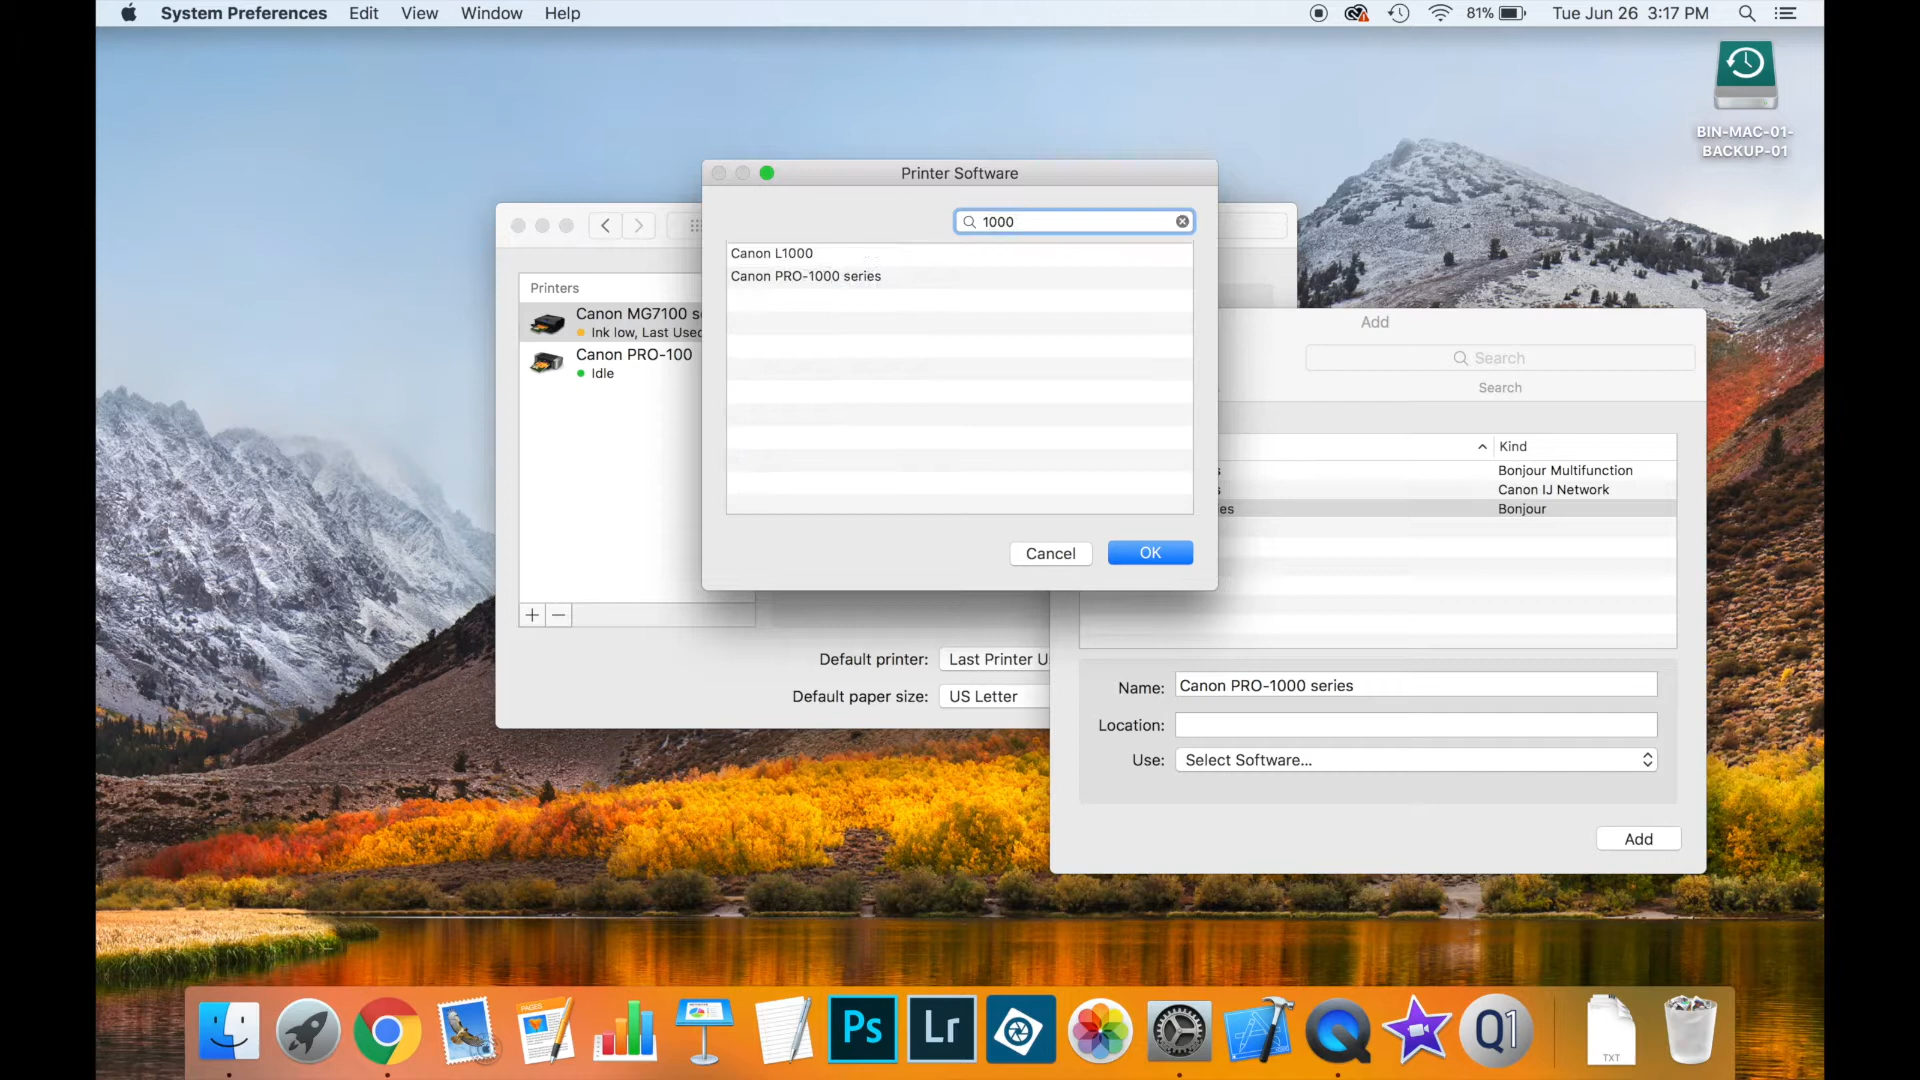 System Preferences Edit View Window Help 81% Tue Jun 26 3:17 PM
BIN-MAC-01-
BACKUP-01
Printer Software
1000
Canon L1000
Canon PRO-1000 series
Cancel OK
Printers
Canon MG7100 s
Ink low, Last Used
Canon PRO-100
Idle
Default printer: Last Printer U
Default paper size: US Letter
Add
Search
Search
Kind
s Bonjour Multifunction
s Canon IJ Network
es Bonjour
Name: Canon PRO-1000 series
Location:
Use: Select Software...
Add
PAGES
Ps
Lr
Q1
TXT